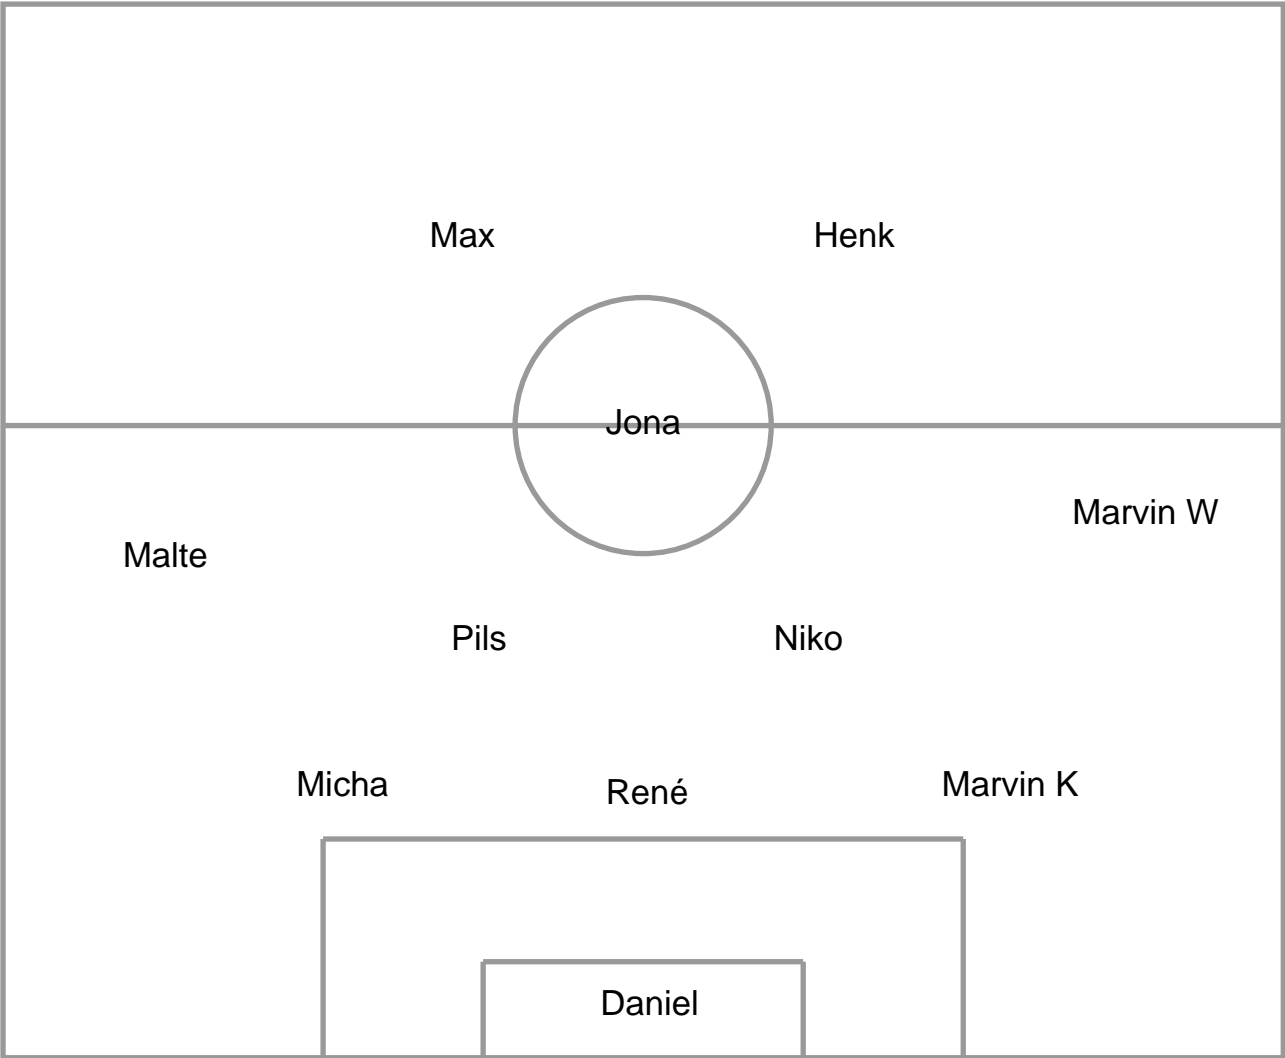 Max
Henk
Jona
Marvin W
Malte
Pils
Niko
Micha
René
Marvin K
Daniel